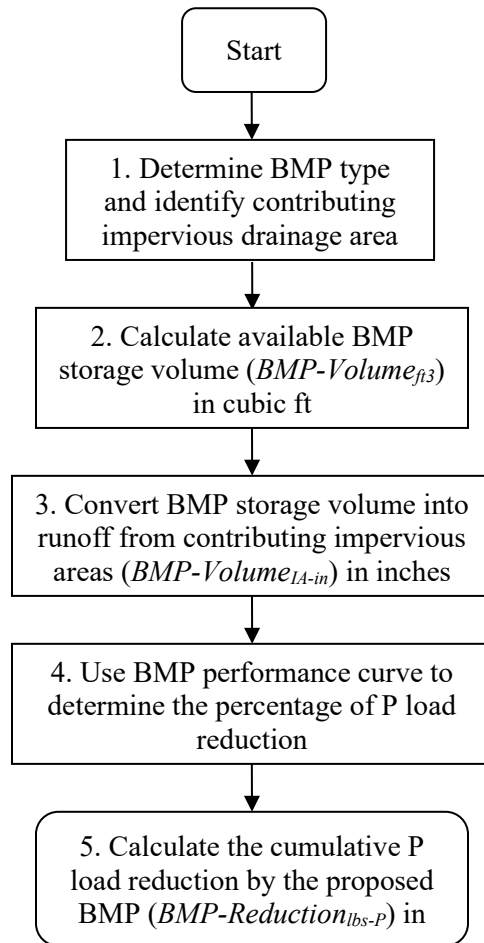 Start
1. Determine BMP type
and identify contributing
impervious drainage area
2. Calculate available BMP
storage volume (BMP-Volumeft3)
in cubic ft
3. Convert BMP storage volume into
runoff from contributing impervious
areas (BMP-VolumeIA-in) in inches
4. Use BMP performance curve to
determine the percentage of P load
reduction
5. Calculate the cumulative P
load reduction by the proposed
BMP (BMP-Reductionlbs-P) in